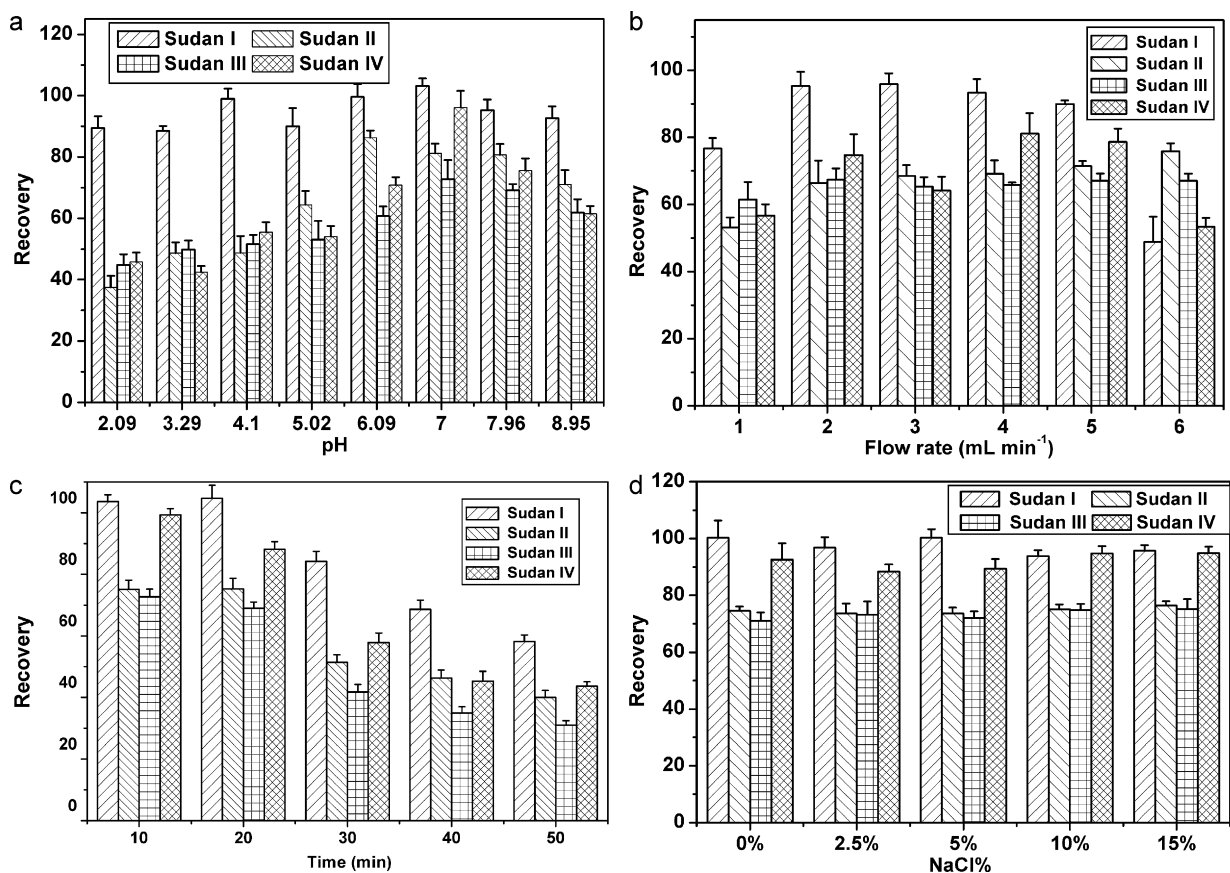 a
120
100
80
60
40
20
0
Recovery
Sudan I Sudan II
Sudan III Sudan IV
2.09 3.29 4.1 5.02 6.09 7 7.96 8.95
pH
b
100
80
60
40
20
0
Recovery
Sudan I
Sudan II
Sudan III
Sudan IV
1 2 3 4 5 6
Flow rate (mL min⁻¹)
c
100
80
60
40
20
0
Recovery
Sudan I
Sudan II
Sudan III
Sudan IV
10 20 30 40 50
Time (min)
d
120
100
80
60
40
20
0
Recovery
Sudan I Sudan II
Sudan III Sudan IV
0% 2.5% 5% 10% 15%
NaCl%